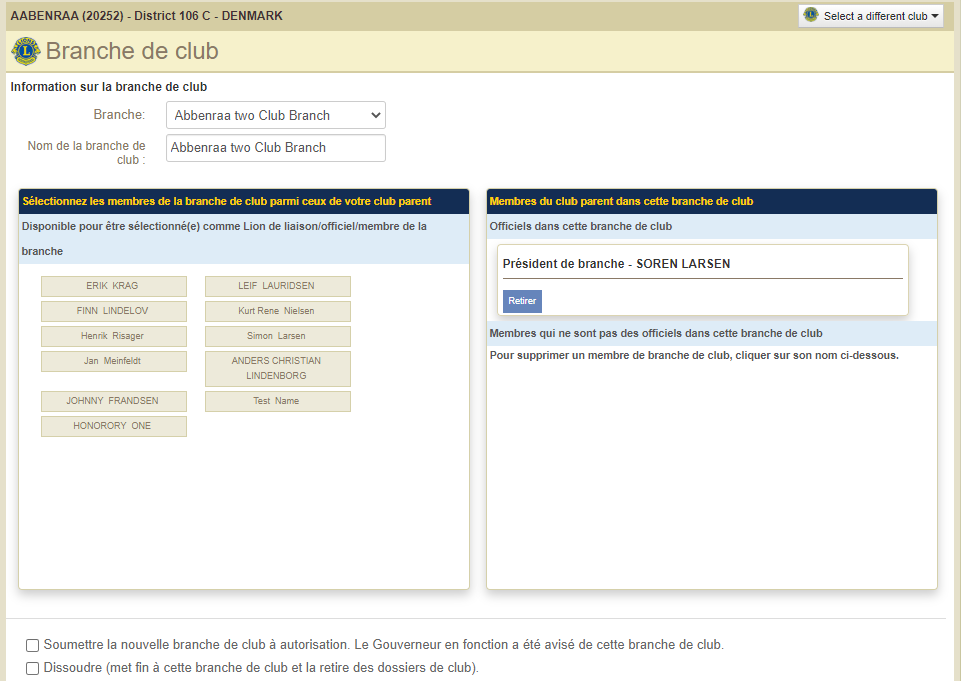 AABENRAA (20252) - District 106 C - DENMARK
Select a different club
Branche de club
Information sur la branche de club
Branche:
Abbenraa two Club Branch
Nom de la branche de
club :
Abbenraa two Club Branch
Sélectionnez les membres de la branche de club parmi ceux de votre club parent
Disponible pour être sélectionné(e) comme Lion de liaison/officiel/membre de la
branche
ERIK KRAG
LEIF LAURIDSEN
FINN LINDELOV
Kurt Rene Nielsen
Henrik Risager
Simon Larsen
Jan Meinfeldt
ANDERS CHRISTIAN
LINDENBORG
JOHNNY FRANDSEN
Test Name
HONORORY ONE
Membres du club parent dans cette branche de club
Officiels dans cette branche de club
Président de branche - SOREN LARSEN
Retirer
Membres qui ne sont pas des officiels dans cette branche de club
Pour supprimer un membre de branche de club, cliquer sur son nom ci-dessous.
Soumettre la nouvelle branche de club à autorisation. Le Gouverneur en fonction a été avisé de cette branche de club.
Dissoudre (met fin à cette branche de club et la retire des dossiers de club).